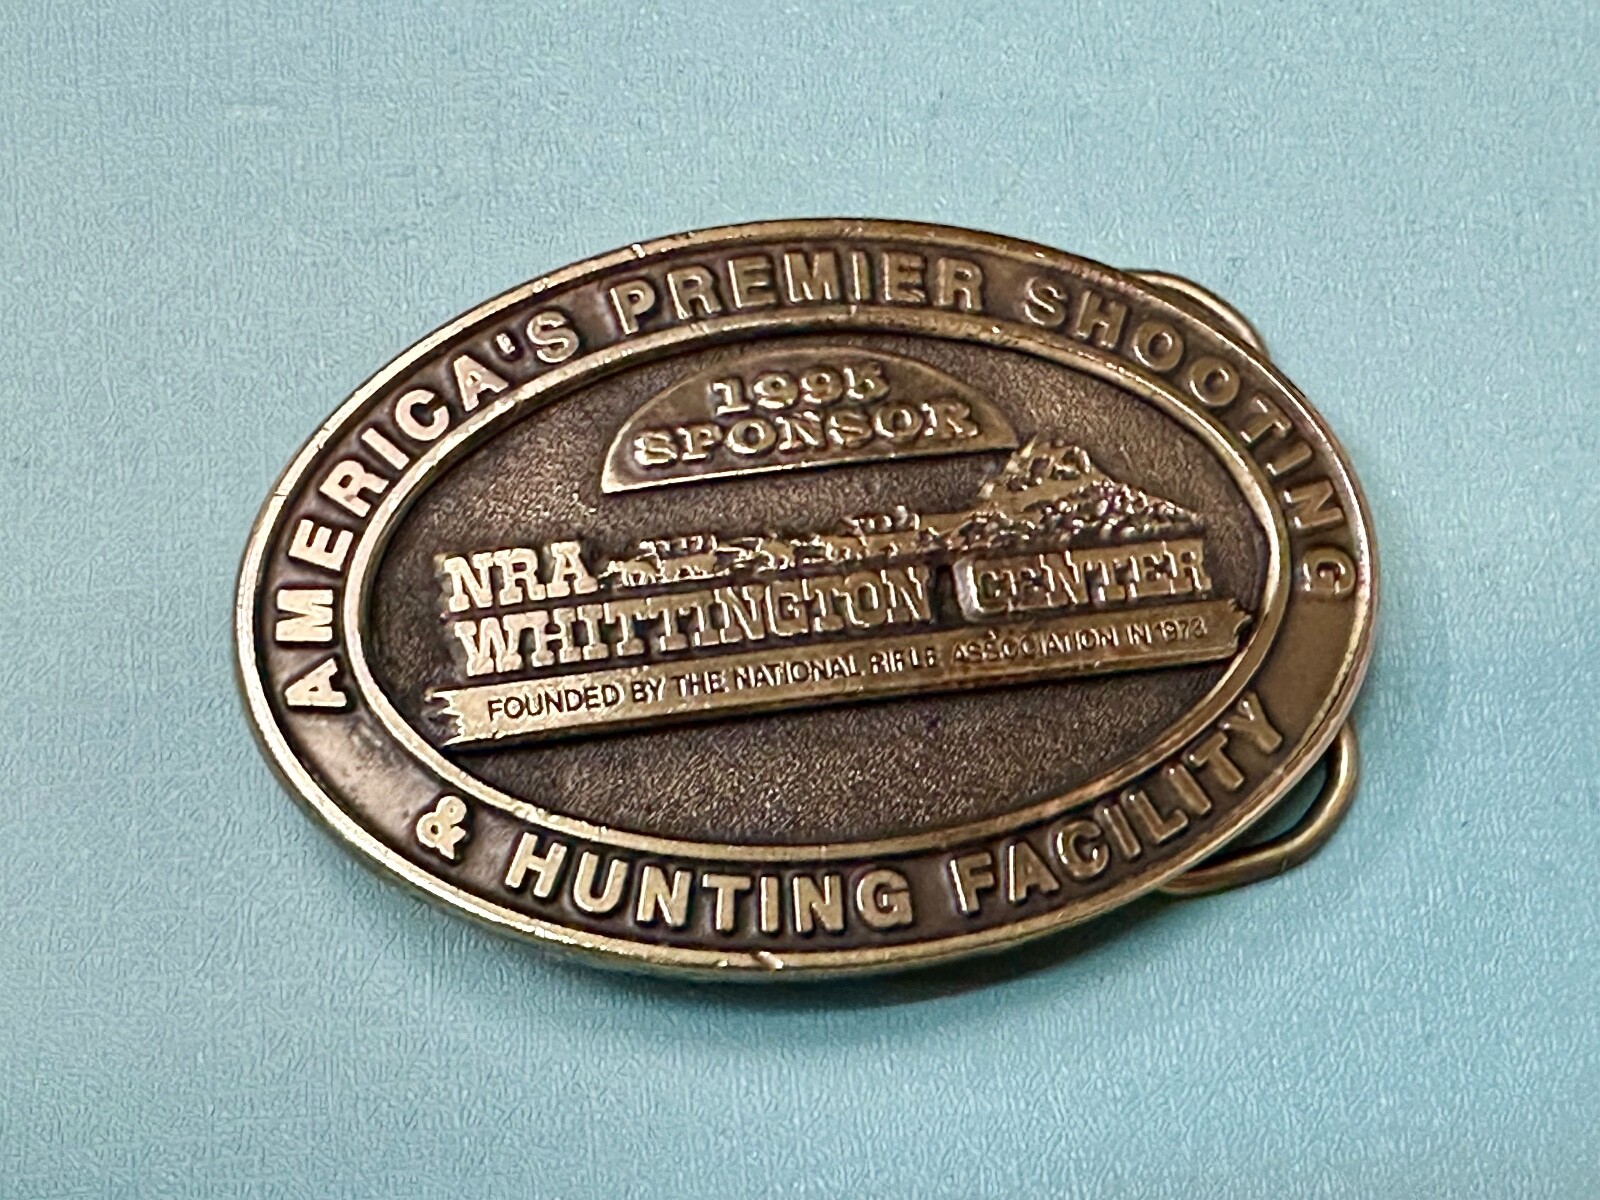 AMERICA'S PREMIER SHOOTING
1995
SPONSOR
NRA
WHITTINGTON CENTER
FOUNDED BY THE NATIONAL RIFLE ASSOCIATION IN 1973
& HUNTING FACILITY